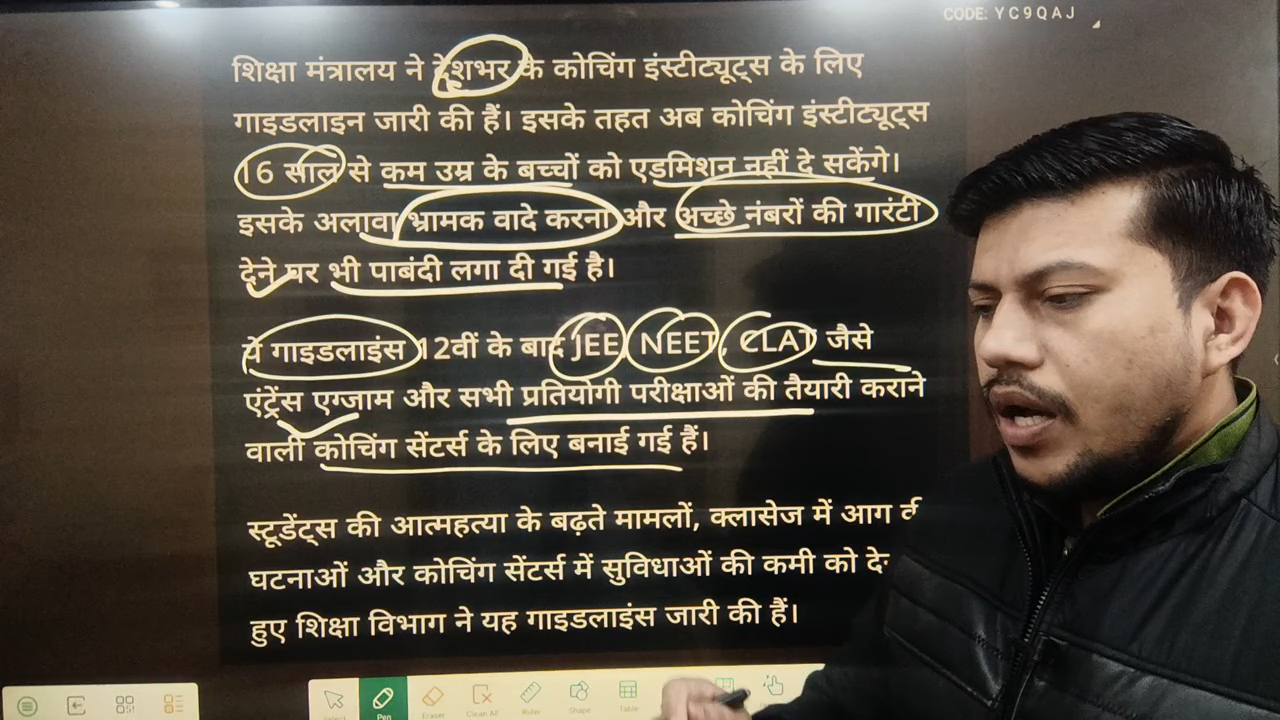 CODE: YC9QAJ
शिक्षा मंत्रालय ने देशभर के कोचिंग इंस्टीट्यूट्स के लिए
गाइडलाइन जारी की हैं। इसके तहत अब कोचिंग इंस्टीट्यूट्स
16 साल से कम उम्र के बच्चों को एडमिशन नहीं दे सकेंगे।
इसके अलावा भ्रामक वादे करना और अच्छे नंबरों की गारंटी
देने पर भी पाबंदी लगा दी गई है।
ये गाइडलाइंस 12वीं के बाद JEE, NEET, CLAT जैसे
एंट्रेंस एग्जाम और सभी प्रतियोगी परीक्षाओं की तैयारी कराने
वाली कोचिंग सेंटर्स के लिए बनाई गई हैं।
स्टूडेंट्स की आत्महत्या के बढ़ते मामलों, क्लासेज में आग
घटनाओं और कोचिंग सेंटर्स में सुविधाओं की कमी को
हुए शिक्षा विभाग ने यह गाइडलाइंस जारी की हैं।
Select Pen Eraser Clean All Ruler Shape Table